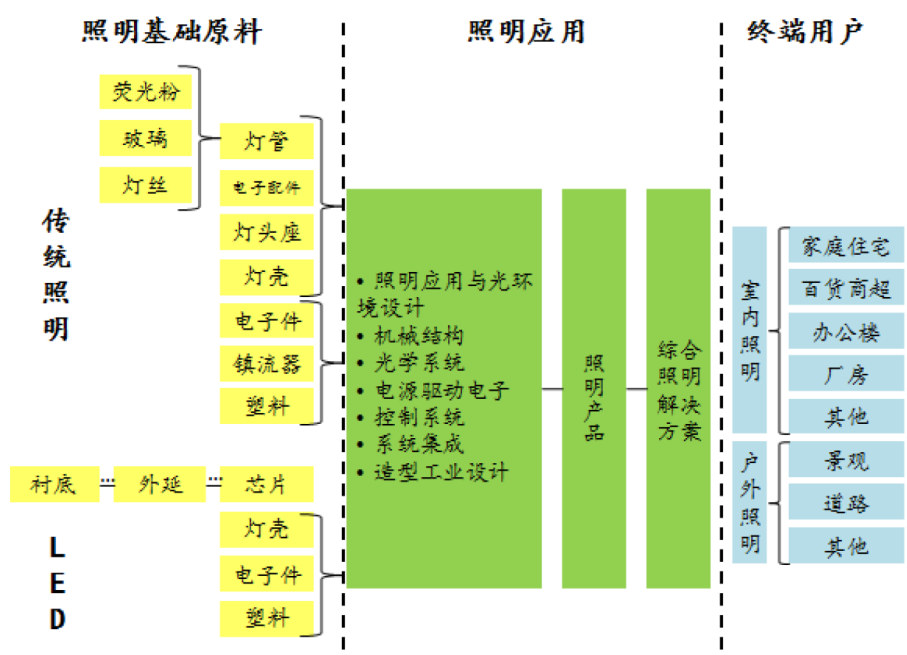 照明基础原料
照明应用
终端用户
传统照明
荧光粉
玻璃
灯丝
灯管
电子配件
灯头座
灯壳
电子件
镇流器
塑料
LED
衬底
外延
芯片
灯壳
电子件
塑料
• 照明应用与光环
境设计
• 机械结构
• 光学系统
• 电源驱动电子
• 控制系统
• 系统集成
• 造型工业设计
照明产品
综合
照明
解决
方案
室内照明
家庭住宅
百货商超
办公楼
厂房
其他
户外照明
景观
道路
其他